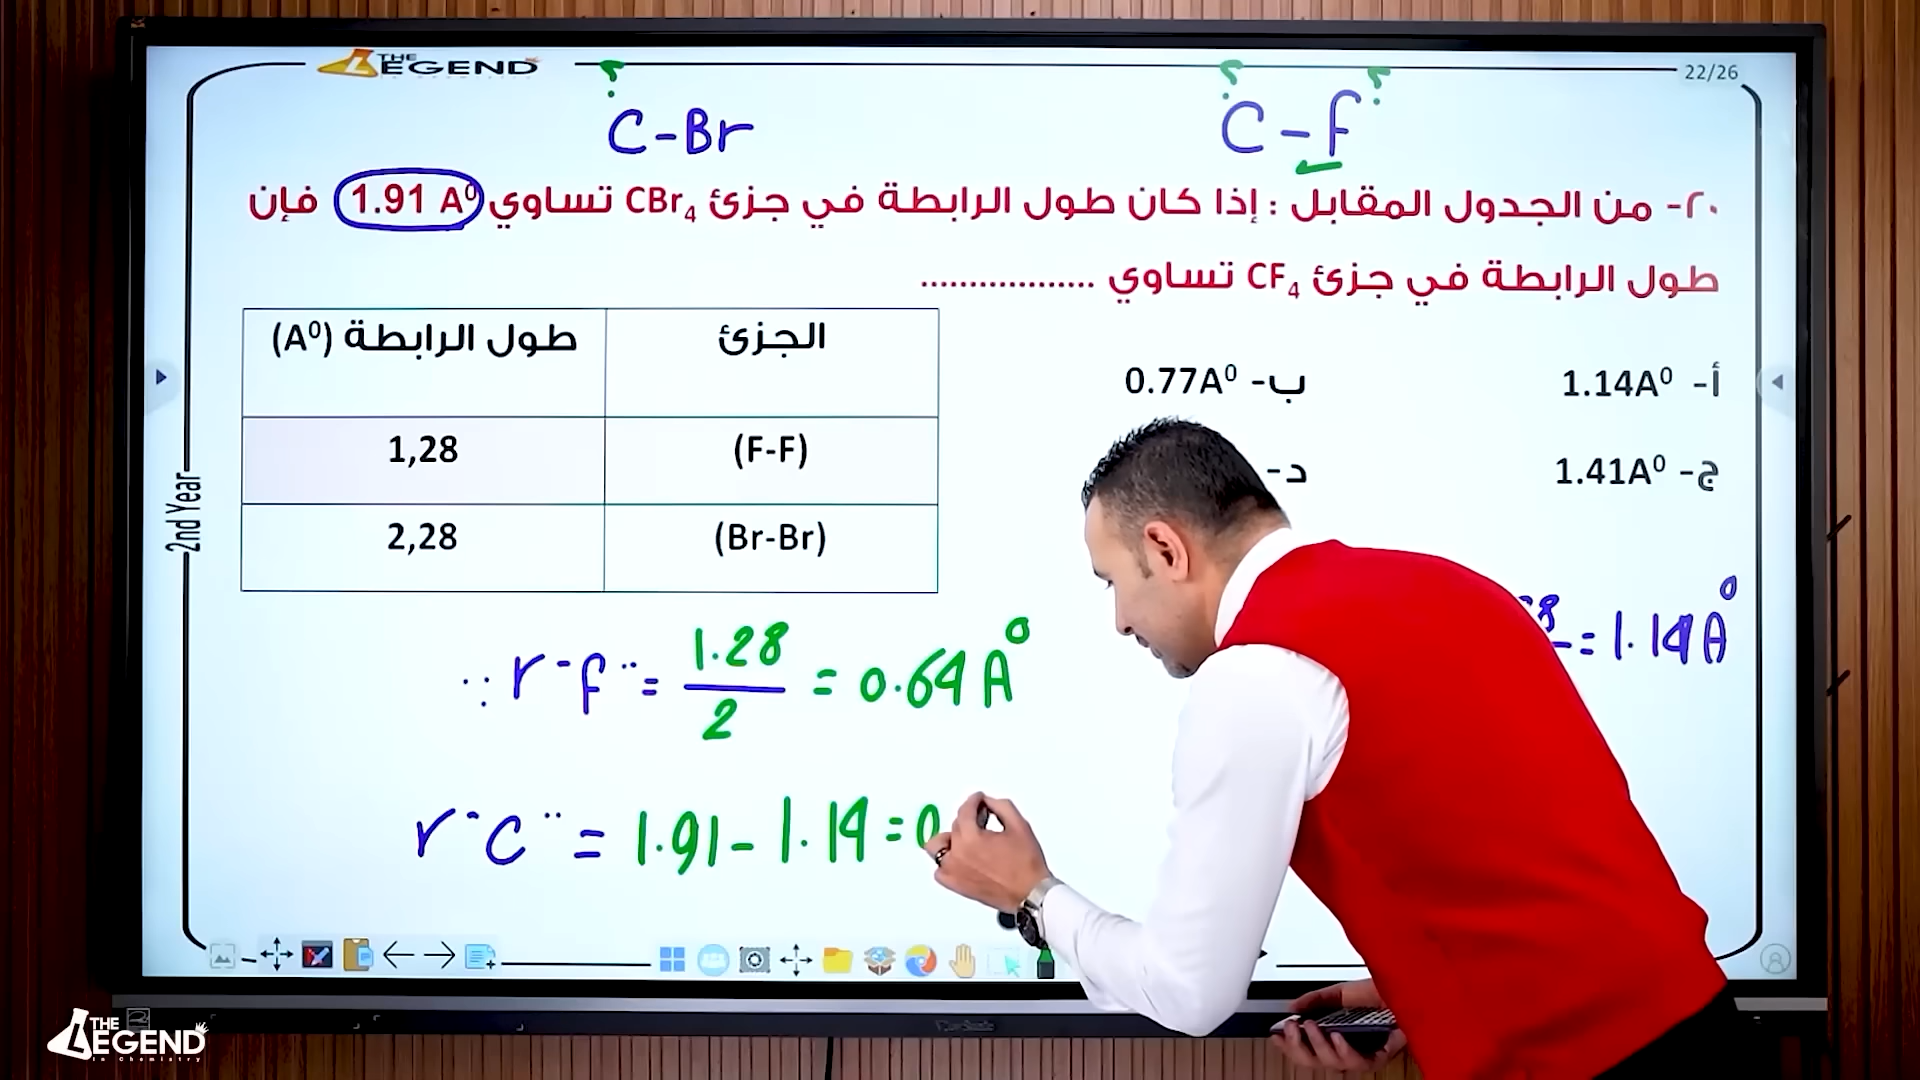 THE LEGEND
22/26
C-Br
? C-F ?
٢٠- من الجدول المقابل : إذا كان طول الرابطة في جزئ CBr₄ تساوي 1.91 A⁰ فإن
طول الرابطة في جزئ CF₄ تساوي ..................
أ- 1.14A⁰ ب- 0.77A⁰
ج- 1.41A⁰ د-
الجزئ طول الرابطة (A⁰)
(F-F) 1,28
(Br-Br) 2,28
2nd Year
= 1.14 A⁰
∵ r "F" = 1.28 / 2 = 0.64 A⁰
r "C" = 1.91 - 1.14 = 0
THE LEGEND
In Chemistry